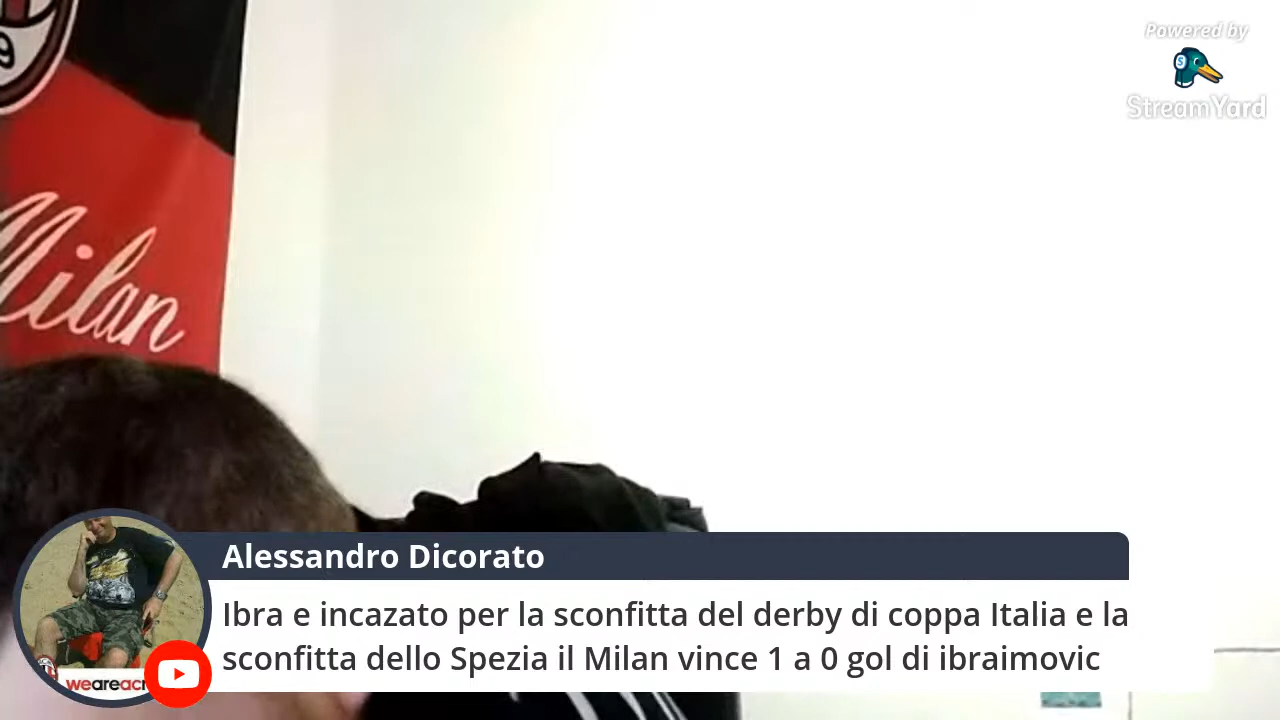 9
Milan
Powered by
S
StreamYard
Alessandro Dicorato
Ibra e incazato per la sconfitta del derby di coppa Italia e la
sconfitta dello Spezia il Milan vince 1 a 0 gol di ibraimovic
weareac